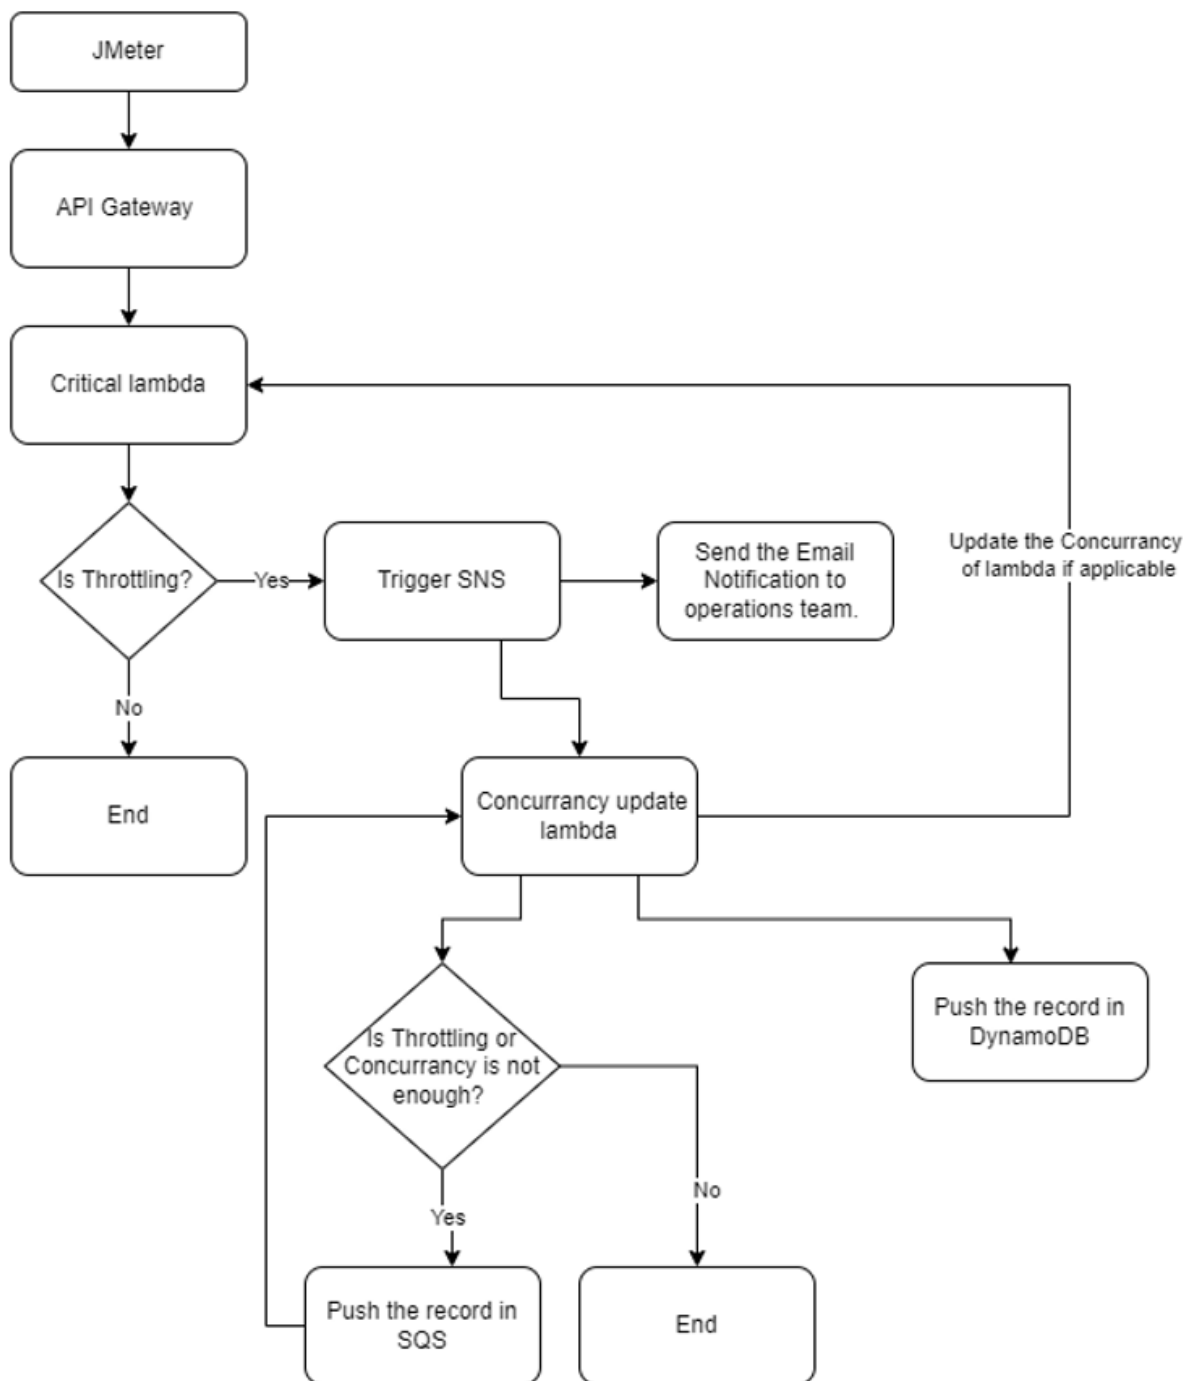 JMeter
API Gateway
Critical lambda
Is Throttling?
Yes
Trigger SNS
Send the Email
Notification to
operations team.
Update the Concurrancy
of lambda if applicable
No
End
Concurrancy update
lambda
Is Throttling or
Concurrancy is not
enough?
Push the record in
DynamoDB
No
Yes
Push the record in
SQS
End